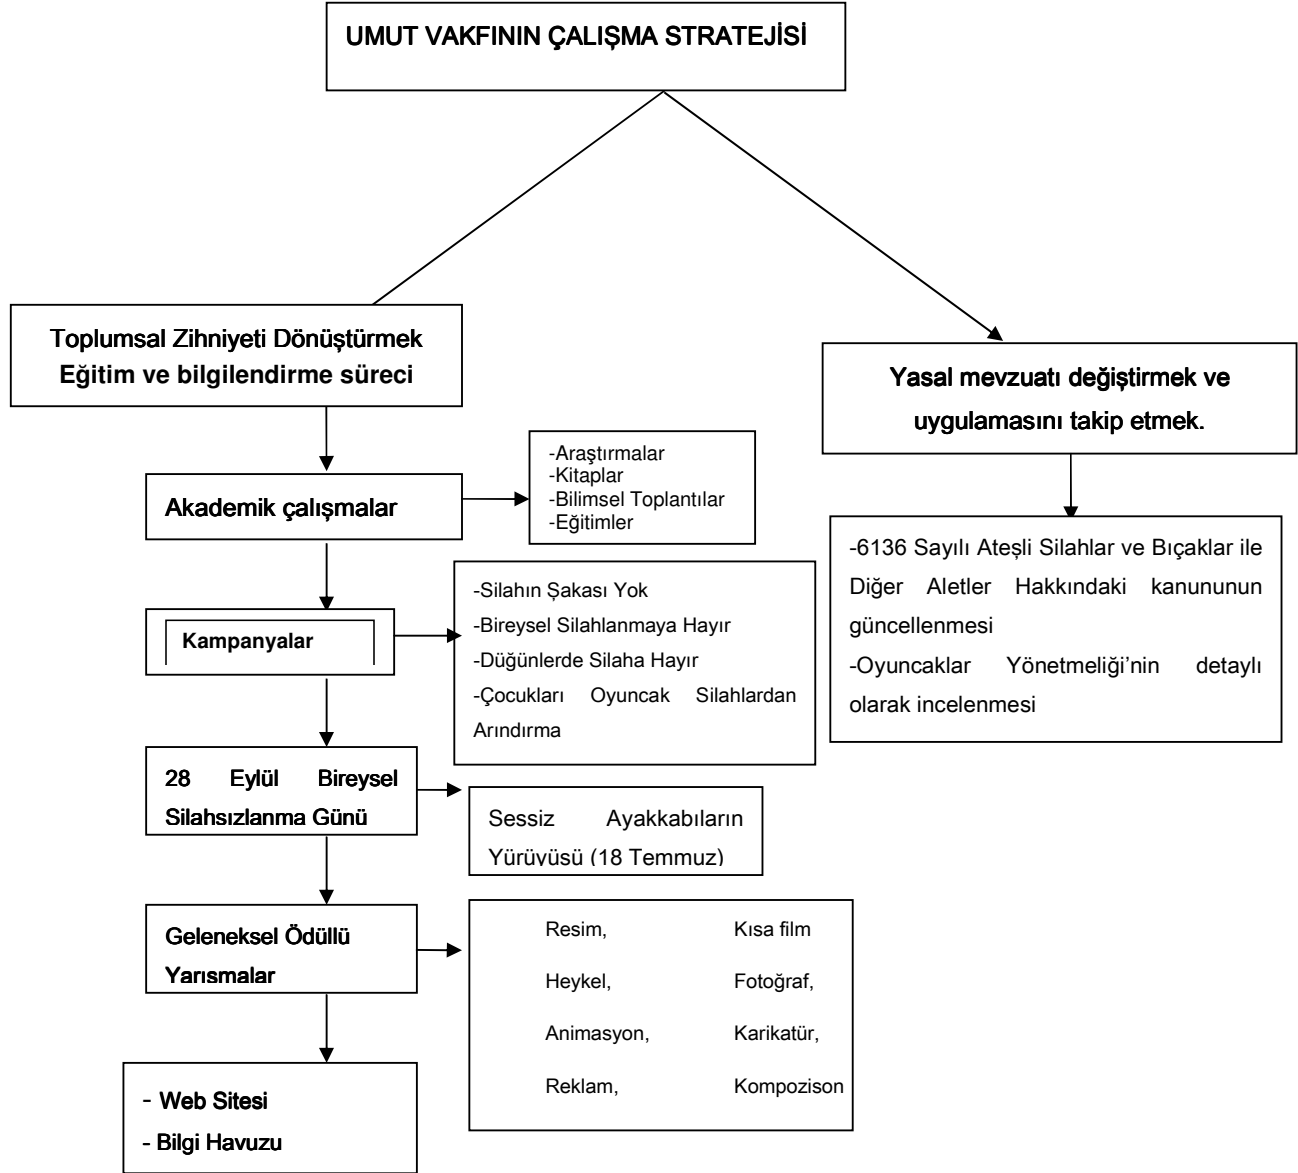 UMUT VAKFININ ÇALIŞMA STRATEJİSİ
Toplumsal Zihniyeti Dönüştürmek
Eğitim ve bilgilendirme süreci
Yasal mevzuatı değiştirmek ve
uygulamasını takip etmek.
Akademik çalışmalar
-Araştırmalar
-Kitaplar
-Bilimsel Toplantılar
-Eğitimler
-6136 Sayılı Ateşli Silahlar ve Bıçaklar ile
Diğer Aletler Hakkındaki kanununun
güncellenmesi
-Oyuncaklar Yönetmeliği’nin detaylı
olarak incelenmesi
Kampanyalar
-Silahın Şakası Yok
-Bireysel Silahlanmaya Hayır
-Düğünlerde Silaha Hayır
-Çocukları Oyuncak Silahlardan
Arındırma
28 Eylül Bireysel
Silahsızlanma Günü
Sessiz Ayakkabıların
Yürüyüsü (18 Temmuz)
Geleneksel Ödüllü
Yarısmalar
Resim, Kısa film
Heykel, Fotoğraf,
Animasyon, Karikatür,
Reklam, Kompozison
- Web Sitesi
- Bilgi Havuzu